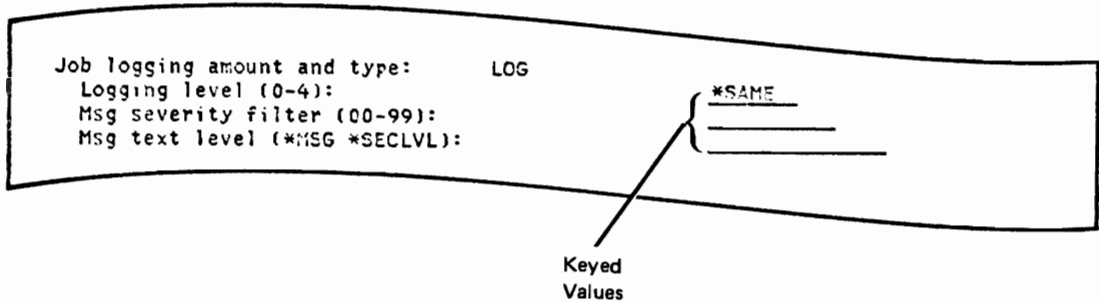 Job logging amount and type: LOG
Logging level (0-4): *SAME
Msg severity filter (00-99):
Msg text level (*MSG *SECLVL):
Keyed
Values